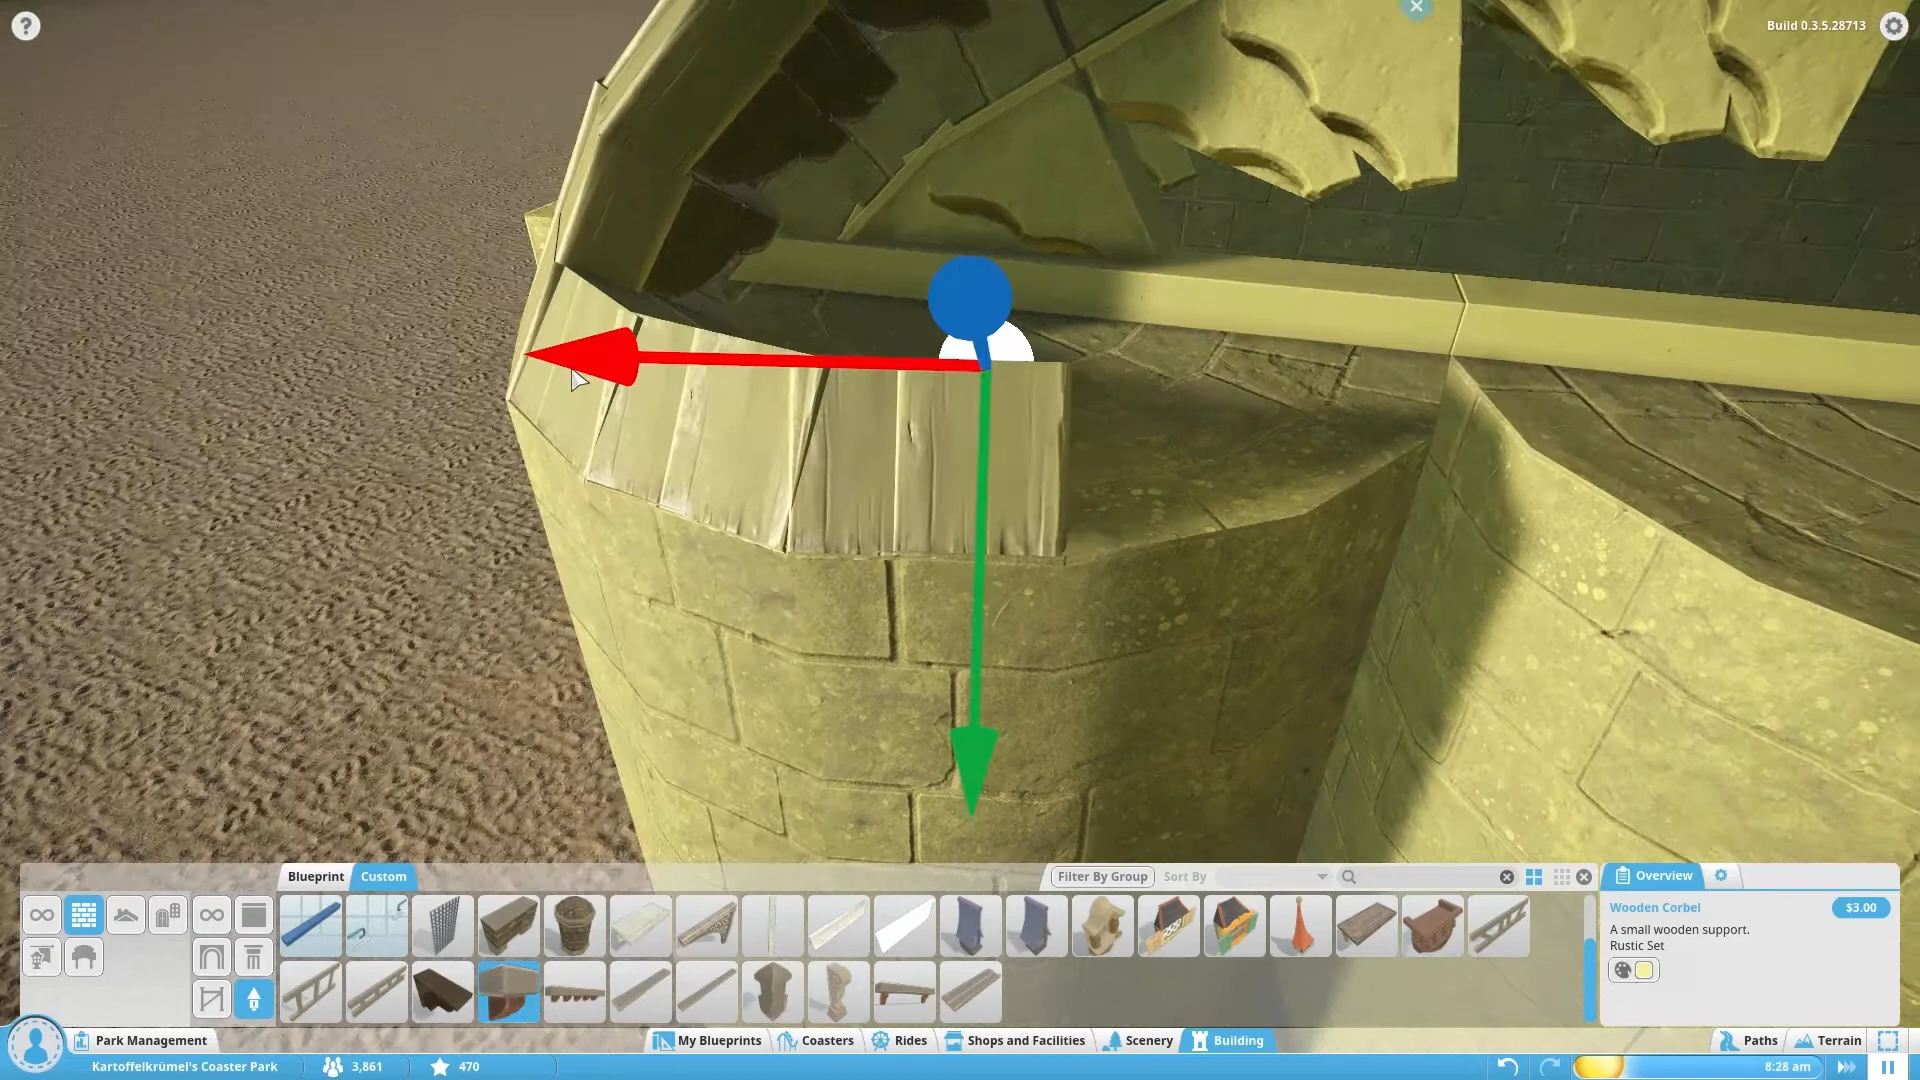 ?
Build 0.3.5.28713
Blueprint
Custom
Filter By Group
Sort By
Overview
Wooden Corbel
$3.00
A small wooden support.
Rustic Set
Park Management
My Blueprints
Coasters
Rides
Shops and Facilities
Scenery
Building
Paths
Terrain
Kartoffelkrümel's Coaster Park
3,861
470
8:28 am